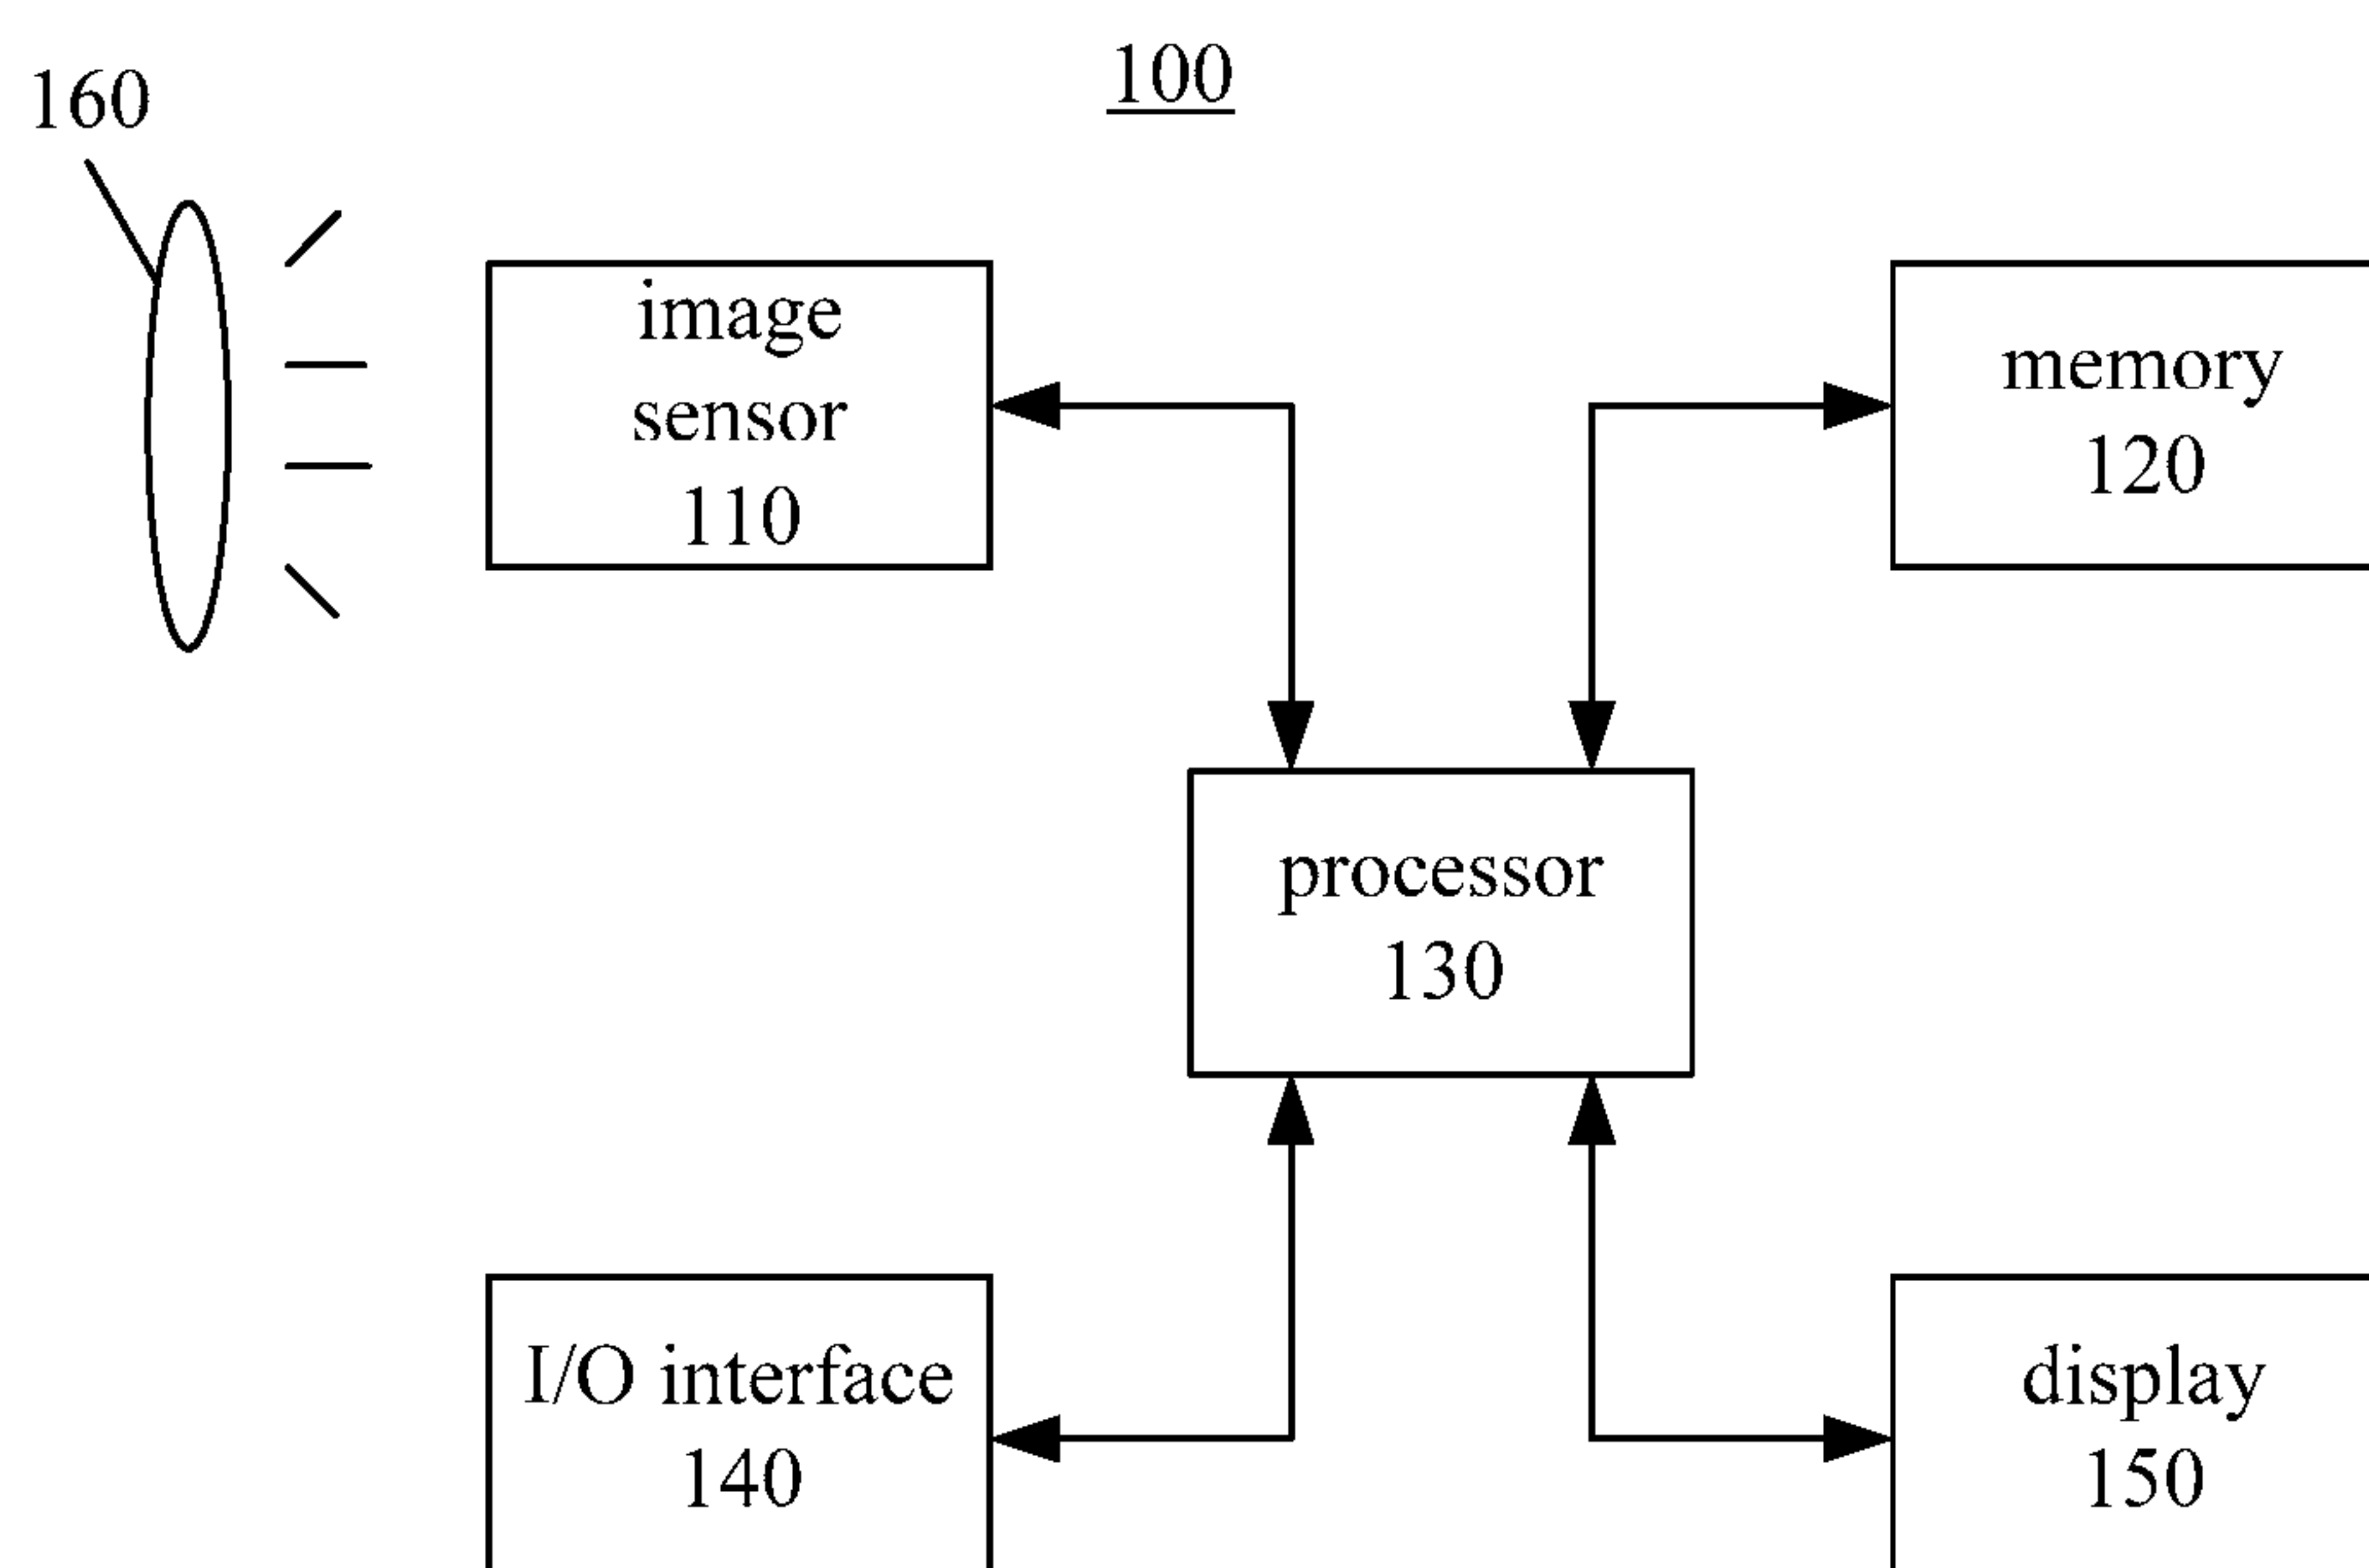 100
160
image
sensor
110
memory
120
processor
130
I/O interface
140
display
150